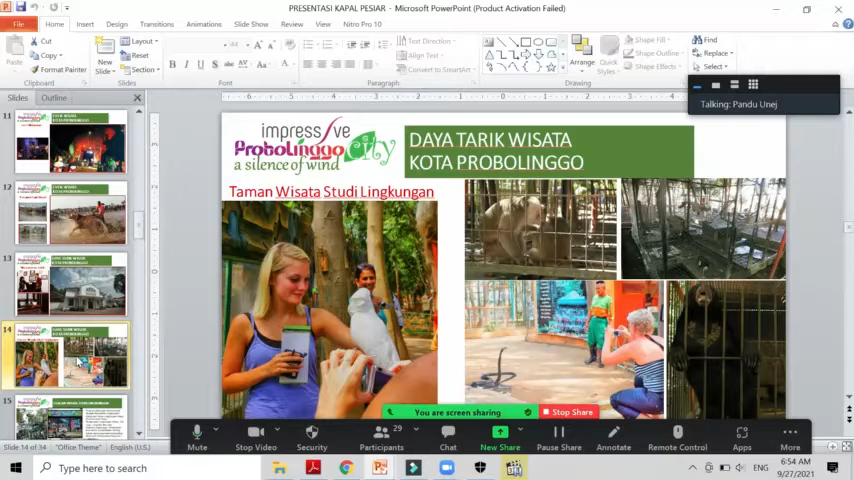 PRESENTASI KAPAL PESIAR - Microsoft PowerPoint (Product Activation Failed)
File Home Insert Design Transitions Animations Slide Show Review View Nitro Pro 10
Paste
Cut
Copy
Format Painter
Clipboard
New
Slide
Layout
Reset
Section
Slides
B I U S
Font
Paragraph
Text Direction
Align Text
Convert to SmartArt
Arrange
Quick
Styles
Shape Fill
Shape Outline
Shape Effects
Drawing
Find
Replace
Select
Talking: Pandu Unej
Slides Outline
11
12
13
14
15
impressive
Probolinggo City
a silence of wind
DAYA TARIK WISATA
KOTA PROBOLINGGO
Taman Wisata Studi Lingkungan
You are screen sharing
Stop Share
29
Mute Stop Video Security Participants Chat New Share Pause Share Annotate Remote Control Apps More
Slide 14 of 34 "Office Theme" English (U.S.)
Type here to search
ENG
6:54 AM
9/27/2021